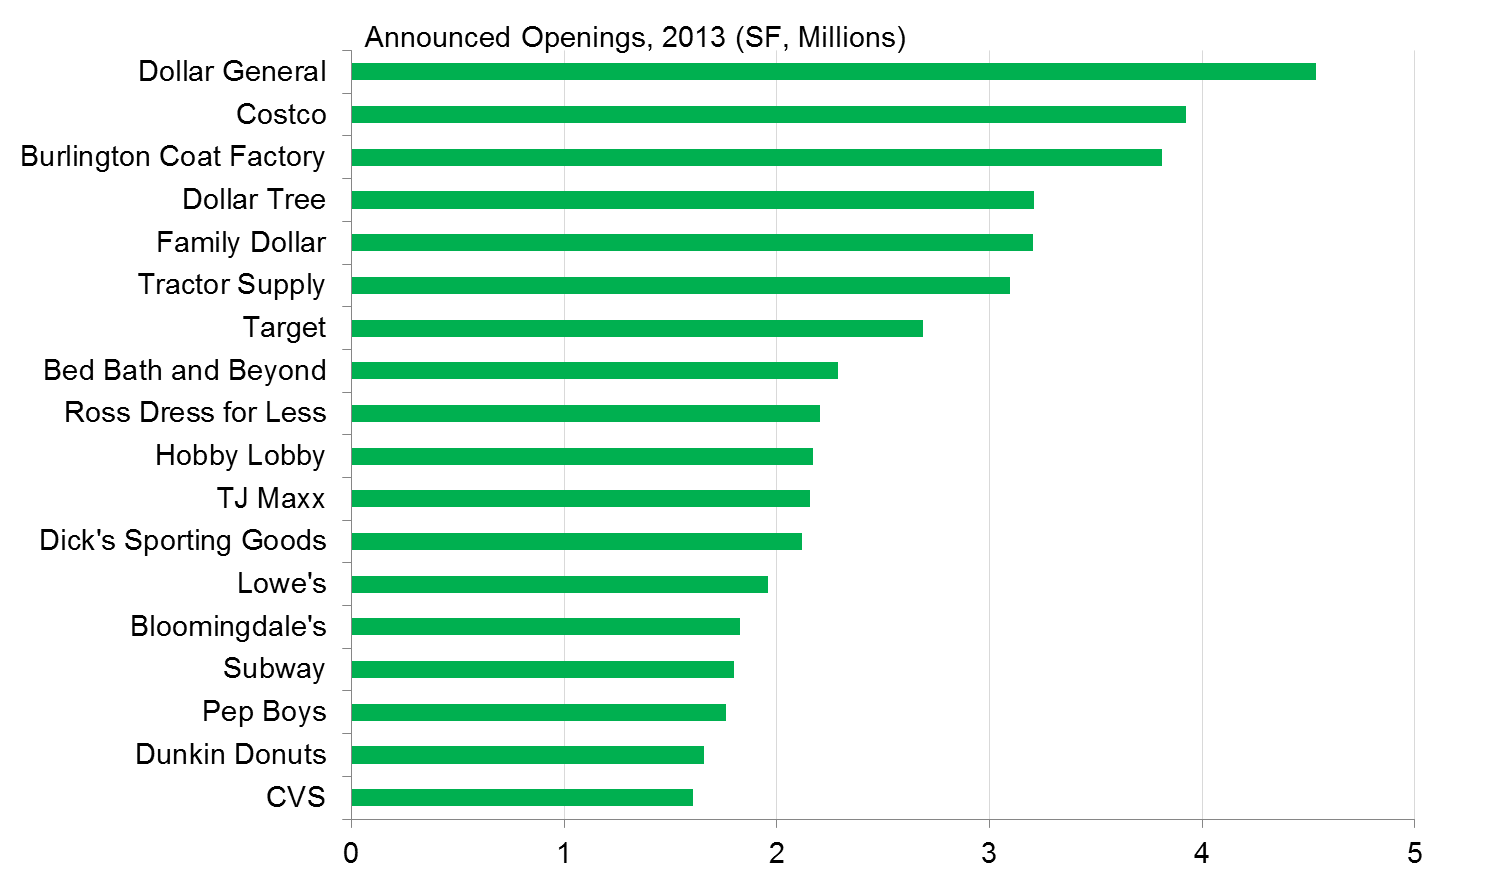 Announced Openings, 2013 (SF, Millions)
Dollar General
Costco
Burlington Coat Factory
Dollar Tree
Family Dollar
Tractor Supply
Target
Bed Bath and Beyond
Ross Dress for Less
Hobby Lobby
TJ Maxx
Dick's Sporting Goods
Lowe's
Bloomingdale's
Subway
Pep Boys
Dunkin Donuts
CVS
0 1 2 3 4 5